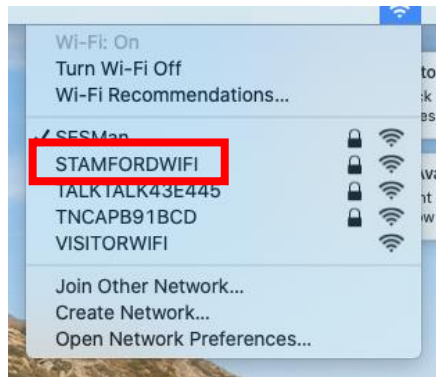 Wi-Fi: On
Turn Wi-Fi Off
Wi-Fi Recommendations...
✓ SESMan
STAMFORDWIFI
TALKTALK43E445
TNCAPB91BCD
VISITORWIFI
Join Other Network...
Create Network...
Open Network Preferences...